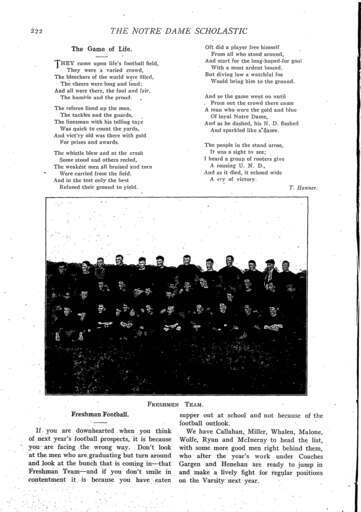 222
THE NOTRE DAME SCHOLASTIC
The Game of Life.
THEY came upon life's football field,
They were a varied crowd,
The bleachers of the world were filled,
The cheers were long and loud;
And all were there, the foul and fair,
The humble and the proud.
The referee lined up the men,
The tackles and the guards,
The linesmen with his telling tape
Was quick to count the yards,
And vict'ry old was there with gold
For prizes and awards.
The whistle blew and at the crash
Some stood and others reeled,
The weakest men all bruised and torn
Were carried from the field.
And in the test only the best
Refused their ground to yield.
Oft did a player free himself
From all who stood around,
And start for the long-hoped-for goal
With a most ardent bound.
But diving low a watchful foe
Would bring him to the ground.
And so the game went on until
From out the crowd there came
A man who wore the gold and blue
Of loyal Notre Dame,
And as he dashed, his N. D. flashed
And sparkled like a flame.
The people in the stand arose,
It was a sight to see;
I heard a group of rooters give
A rousing U. N. D.,
And as it died, it echoed wide
A cry of victory.
T. Hanner.
FRESHMEN TEAM.
Freshman Football.
If you are downhearted when you think
of next year's football prospects, it is because
you are facing the wrong way. Don't look
at the men who are graduating but turn around
and look at the bunch that is coming in—that
Freshman Team—and if you don't smile in
contentment it is because you have eaten
supper out at school and not because of the
football outlook.
We have Callahan, Miller, Whalen, Malone,
Wolfe, Ryan and McInerny to head the list,
with some more good men right behind them,
who after the year's work under Coaches
Gargen and Henehan are ready to jump in
and make a lively fight for regular positions
on the Varsity next year.